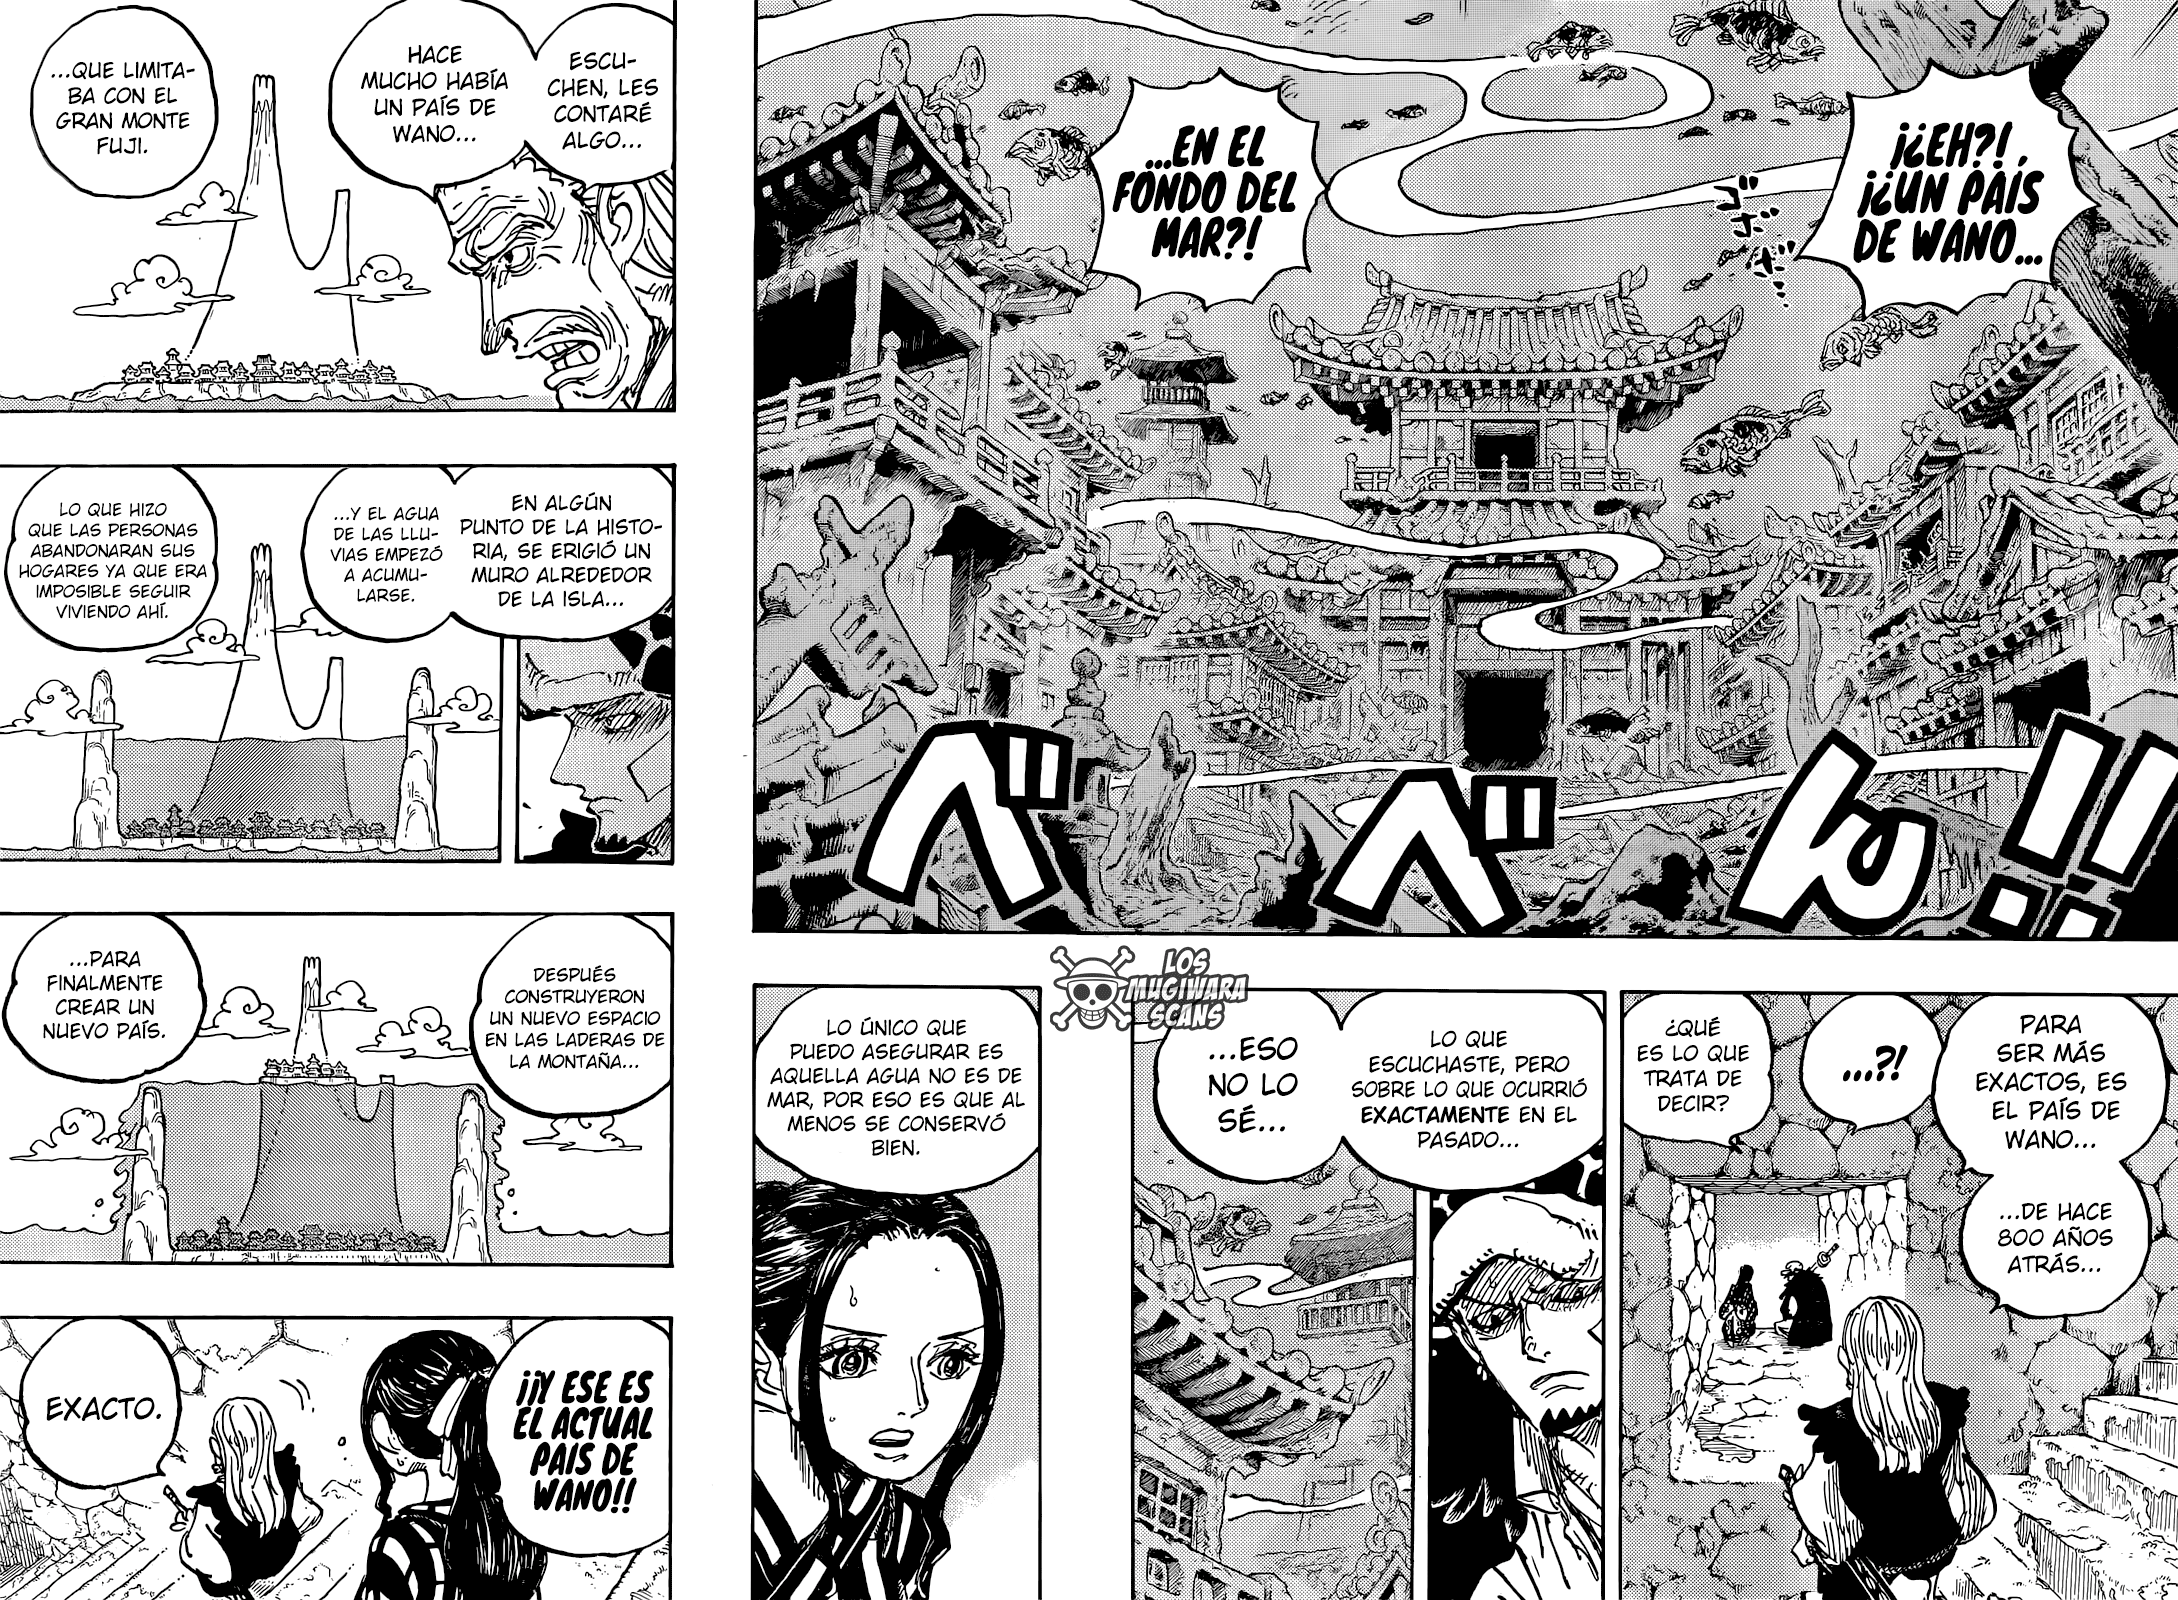 ¡¿EH?!
¡¿UN PAÍS
DE WANO...
...EN EL
FONDO DEL
MAR?!
ゴボボ...
べべん!!
PARA
SER MÁS
EXACTOS, ES
EL PAÍS DE
WANO...
...DE HACE
800 AÑOS
ATRÁS...
...?!
¿QUÉ
ES LO QUE
TRATA DE
DECIR?
LO QUE
ESCUCHASTE, PERO
SOBRE LO QUE OCURRIÓ
EXACTAMENTE EN EL
PASADO...
...ESO
NO LO
SÉ...
LO ÚNICO QUE
PUEDO ASEGURAR ES
AQUELLA AGUA NO ES DE
MAR, POR ESO ES QUE AL
MENOS SE CONSERVÓ
BIEN.
LOS
MUGIWARA
SCANS
ESCU-
CHEN, LES
CONTARÉ
ALGO...
HACE
MUCHO HABÍA
UN PAÍS DE
WANO...
...QUE LIMITA-
BA CON EL
GRAN MONTE
FUJI.
EN ALGÚN
PUNTO DE LA HISTO-
RIA, SE ERIGIÓ UN
MURO ALREDEDOR
DE LA ISLA...
...Y EL AGUA
DE LAS LLU-
VIAS EMPEZÓ
A ACUMU-
LARSE.
LO QUE HIZO
QUE LAS PERSONAS
ABANDONARAN SUS
HOGARES YA QUE ERA
IMPOSIBLE SEGUIR
VIVIENDO AHÍ.
DESPUÉS
CONSTRUYERON
UN NUEVO ESPACIO
EN LAS LADERAS DE
LA MONTAÑA...
...PARA
FINALMENTE
CREAR UN
NUEVO PAÍS.
¡¡Y ESE ES
EL ACTUAL
PAIS DE
WANO!!
EXACTO.